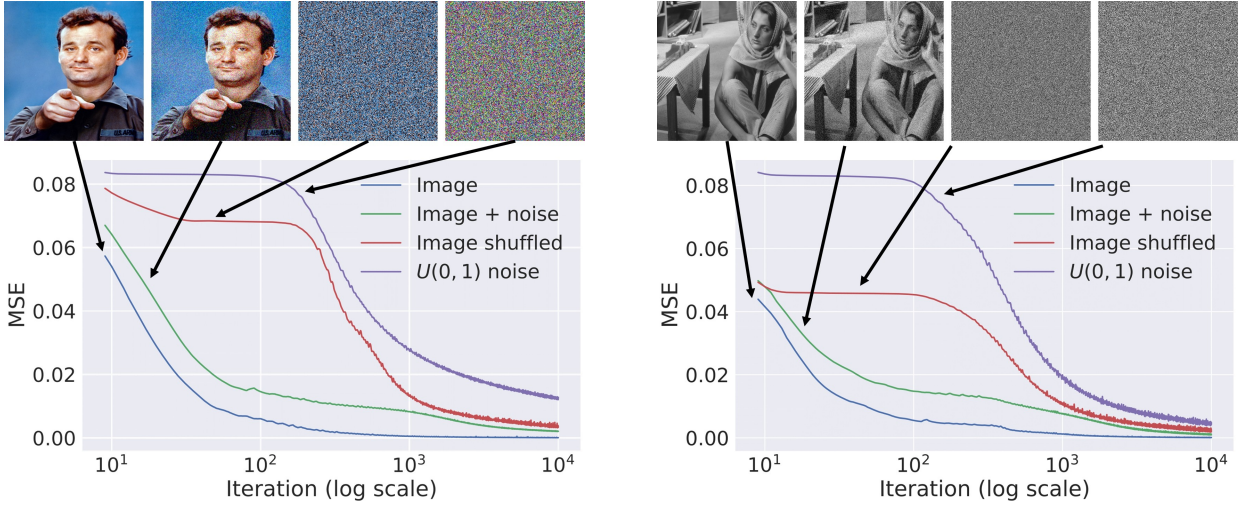 0.08
0.06
0.04
0.02
0.00
MSE
10¹ 10² 10³ 10⁴
Iteration (log scale)
Image
Image + noise
Image shuffled
U(0, 1) noise
0.08
0.06
0.04
0.02
0.00
MSE
10¹ 10² 10³ 10⁴
Iteration (log scale)
Image
Image + noise
Image shuffled
U(0, 1) noise